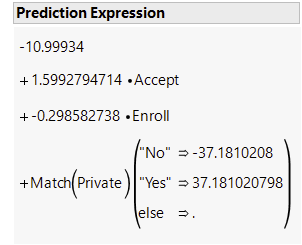 Prediction Expression
-10.99934
+ 1.5992794714 • Accept
+ -0.298582738 • Enroll
"No" ⇒ -37.1810208
+ Match(Private) "Yes" ⇒ 37.181020798
else ⇒ .